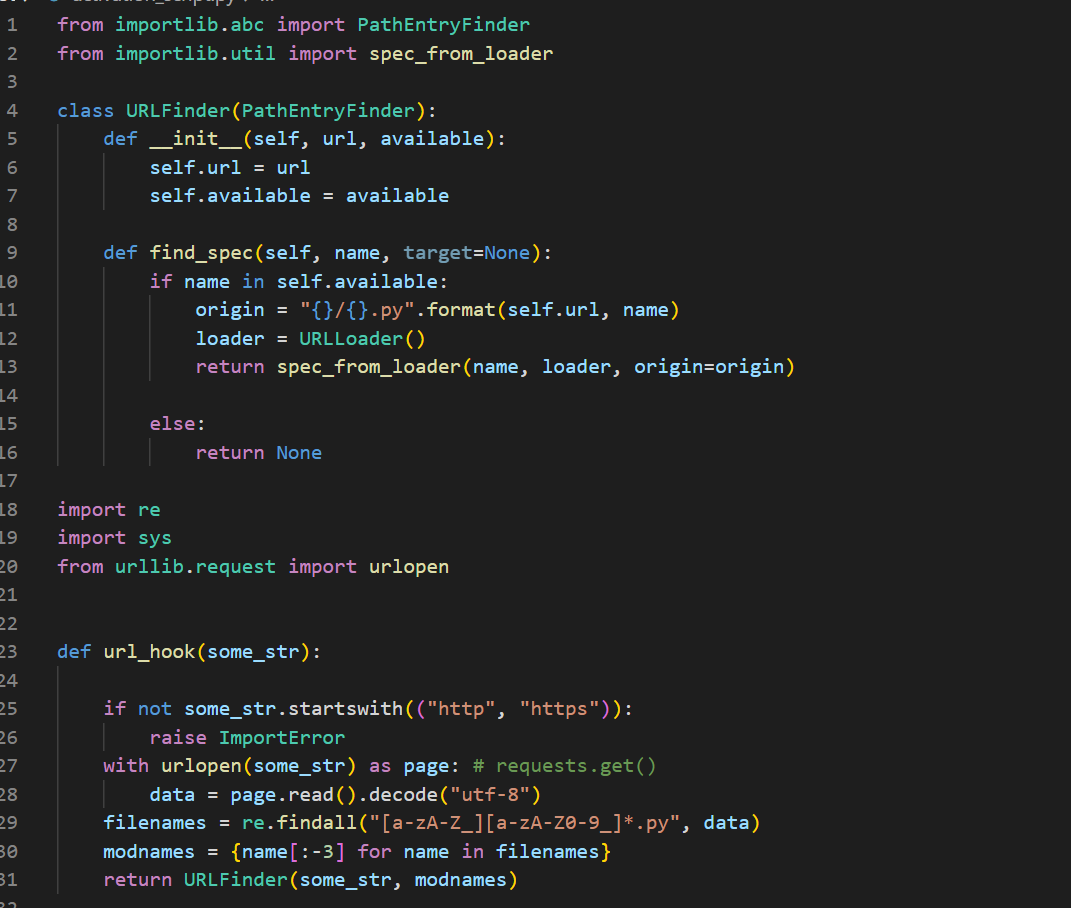 1 from importlib.abc import PathEntryFinder
2 from importlib.util import spec_from_loader
3
4 class URLFinder(PathEntryFinder):
5     def __init__(self, url, available):
6         self.url = url
7         self.available = available
8
9     def find_spec(self, name, target=None):
10         if name in self.available:
11             origin = "{}/{}.py".format(self.url, name)
12             loader = URLLoader()
13             return spec_from_loader(name, loader, origin=origin)
14
15         else:
16             return None
17
18 import re
19 import sys
20 from urllib.request import urlopen
21
22
23 def url_hook(some_str):
24
25     if not some_str.startswith(("http", "https")):
26         raise ImportError
27     with urlopen(some_str) as page: # requests.get()
28         data = page.read().decode("utf-8")
29     filenames = re.findall("[a-zA-Z_][a-zA-Z0-9_]*.py", data)
30     modnames = {name[:-3] for name in filenames}
31     return URLFinder(some_str, modnames)